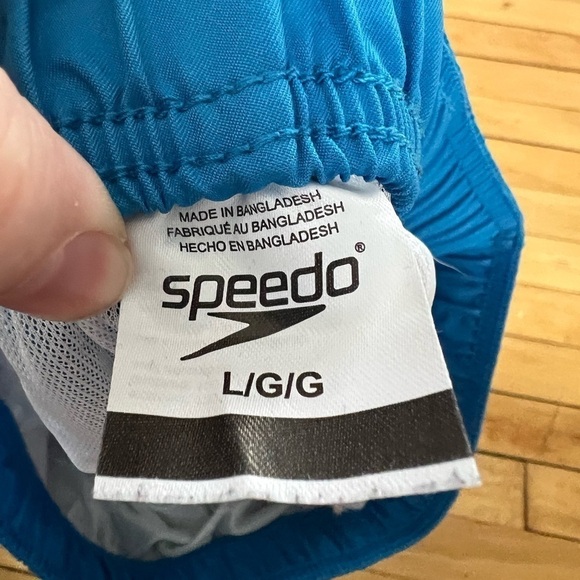 MADE IN BANGLADESH
FABRIQUÉ AU BANGLADESH
HECHO EN BANGLADESH
speedo®
L/G/G